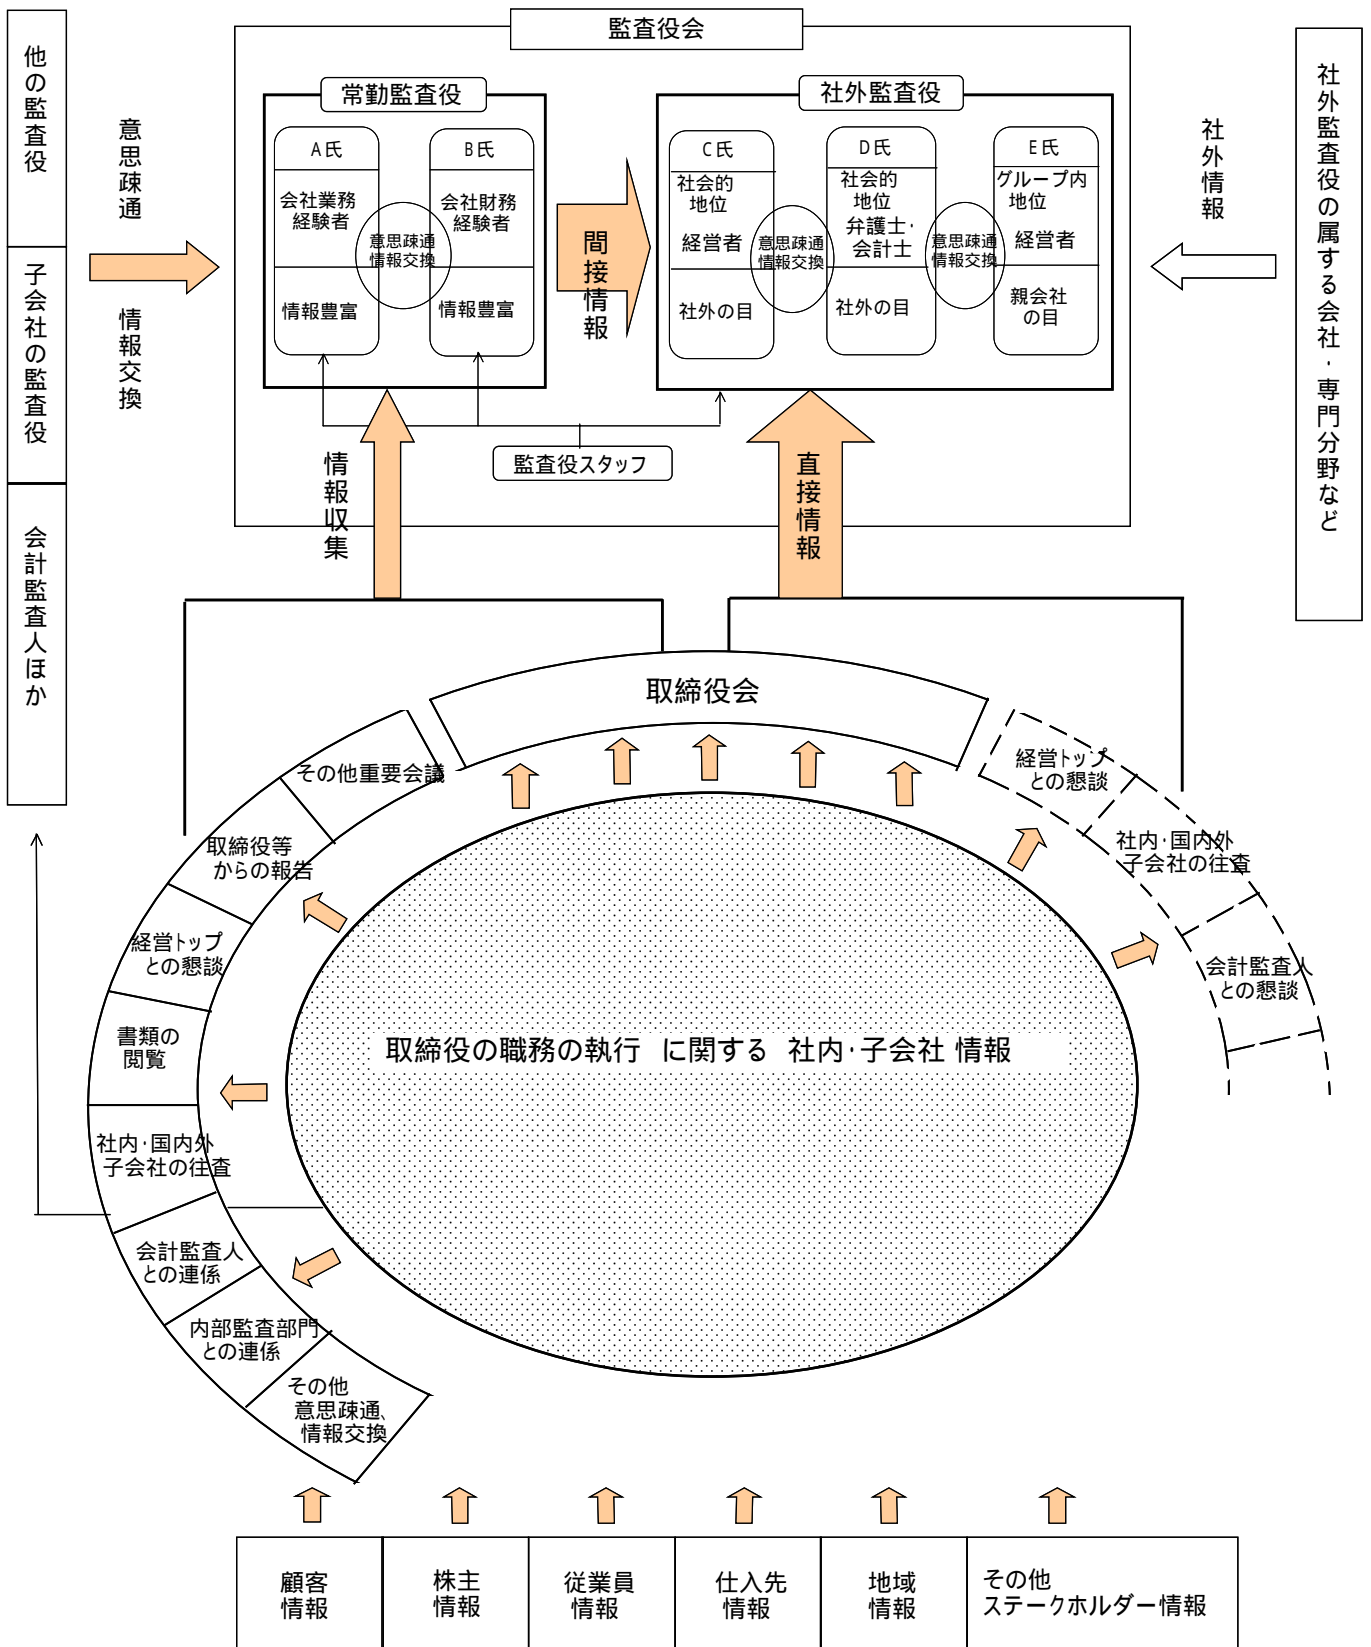 監査役会
他の監査役
子会社の監査役
会計監査人ほか
意思疎通
情報交換
常勤監査役
A氏
会社業務
経験者
情報豊富
B氏
会社財務
経験者
情報豊富
意思疎通
情報交換
間接情報
社外監査役
C氏
社会的
地位
経営者
社外の目
意思疎通
情報交換
D氏
社会的
地位
弁護士・
会計士
社外の目
意思疎通
情報交換
E氏
グループ内
地位
経営者
親会社
の目
社外情報
社外監査役の属する会社・専門分野など
監査役スタッフ
情報収集
直接情報
取締役会
その他重要会議
取締役等
からの報告
経営トップ
との懇談
書類の
閲覧
社内・国内外
子会社の往査
会計監査人
との連係
内部監査部門
との連係
その他
意思疎通、
情報交換
経営トップ
との懇談
社内・国内外
子会社の往査
会計監査人
との懇談
取締役の職務の執行 に関する 社内・子会社 情報
顧客
情報
株主
情報
従業員
情報
仕入先
情報
地域
情報
その他
ステークホルダー情報